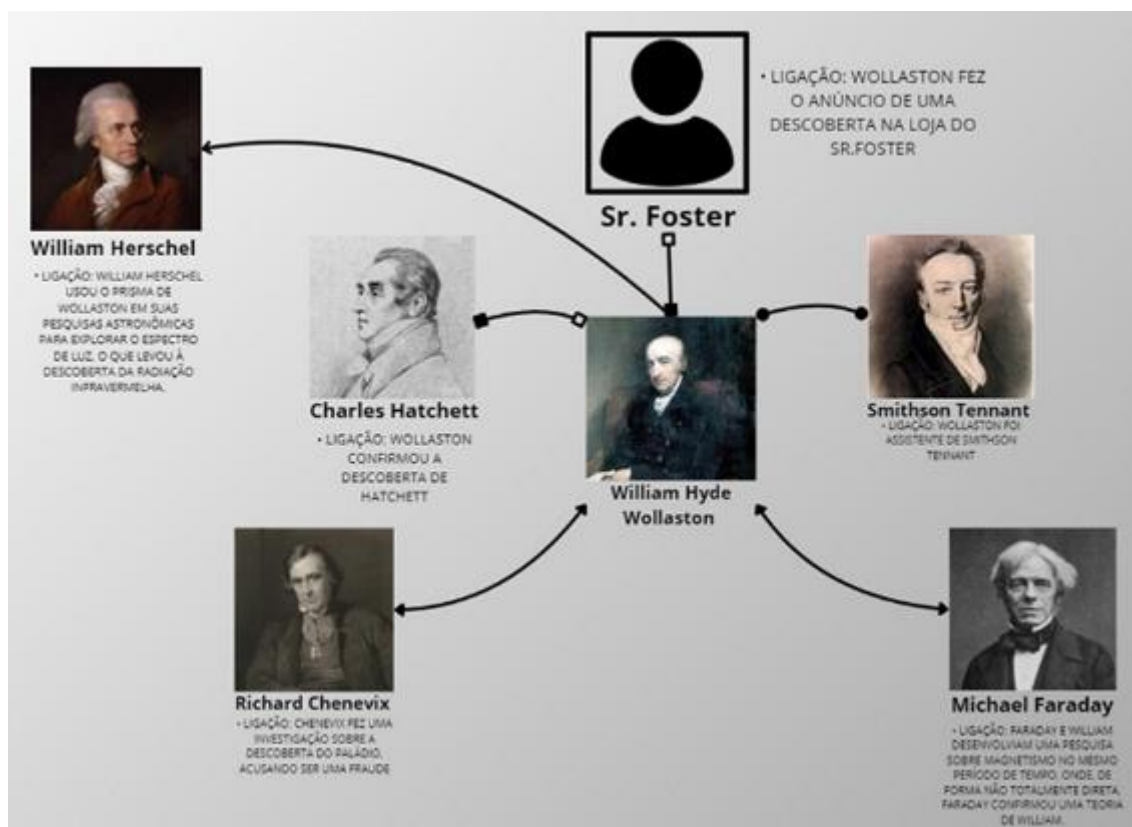 • LIGAÇÃO: WOLLASTON FEZ
O ANÚNCIO DE UMA
DESCOBERTA NA LOJA DO
SR.FOSTER
Sr. Foster
William Herschel
• LIGAÇÃO: WILLIAM HERSCHEL
USOU O PRISMA DE
WOLLASTON EM SUAS
PESQUISAS ASTRONÔMICAS
PARA EXPLORAR O ESPECTRO
DE LUZ, O QUE LEVOU À
DESCOBERTA DA RADIAÇÃO
INFRAVERMELHA.
Charles Hatchett
• LIGAÇÃO: WOLLASTON
CONFIRMOU A
DESCOBERTA DE
HATCHETT
Smithson Tennant
• LIGAÇÃO: WOLLASTON FOI
ASSISTENTE DE SMITHSON
TENNANT
William Hyde
Wollaston
Richard Chenevix
• LIGAÇÃO: CHENEVIX FEZ UMA
INVESTIGAÇÃO SOBRE A
DESCOBERTA DO PALÁDIO,
ACUSANDO SER UMA FRAUDE
Michael Faraday
• LIGAÇÃO: FARADAY E WILLIAM
DESENVOLVIAM UMA PESQUISA
SOBRE MAGNETISMO NO MESMO
PERÍODO DE TEMPO, ONDE, DE
FORMA NÃO TOTALMENTE DIRETA,
FARADAY CONFIRMOU UMA TEORIA
DE WILLIAM.